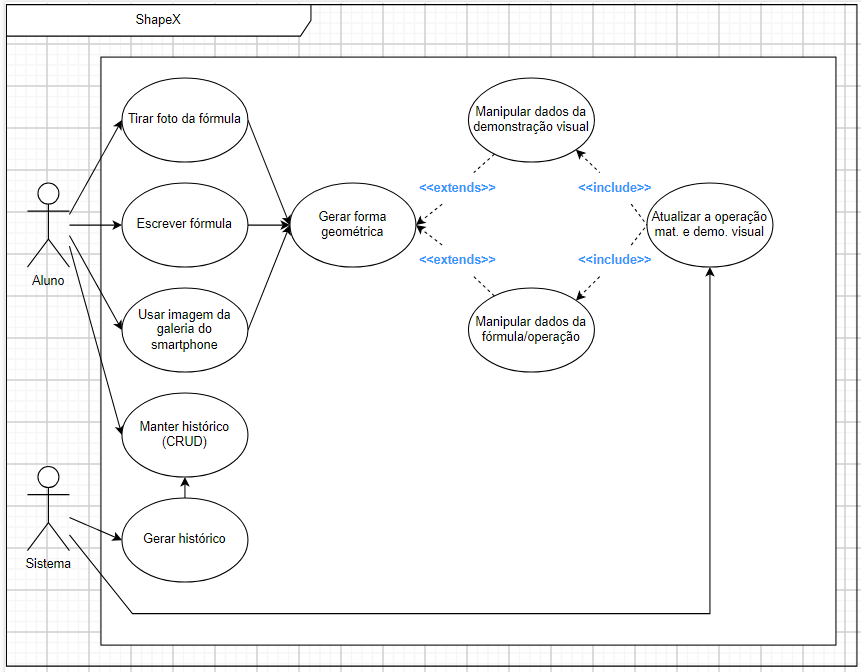 ShapeX
Tirar foto da fórmula
Manipular dados da
demonstração visual
<<extends>>
<<include>>
Aluno
Escrever fórmula
Gerar forma
geométrica
Atualizar a operação
mat. e demo. visual
<<extends>>
<<include>>
Usar imagem da
galeria do
smartphone
Manipular dados da
fórmula/operação
Manter histórico
(CRUD)
Sistema
Gerar histórico